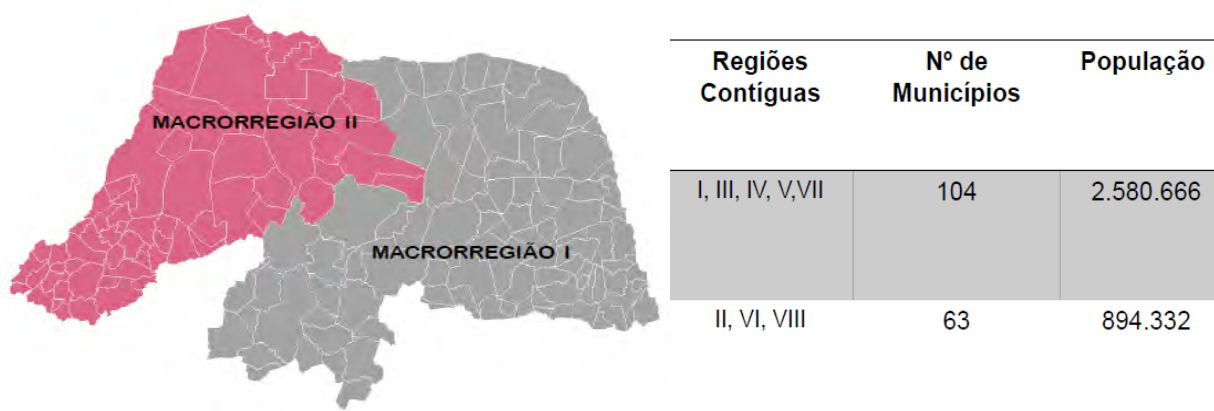 MACRORREGIÃO II
MACRORREGIÃO I
Regiões Nº de População
Contíguas Municípios
I, III, IV, V,VII 104 2.580.666
II, VI, VIII 63 894.332